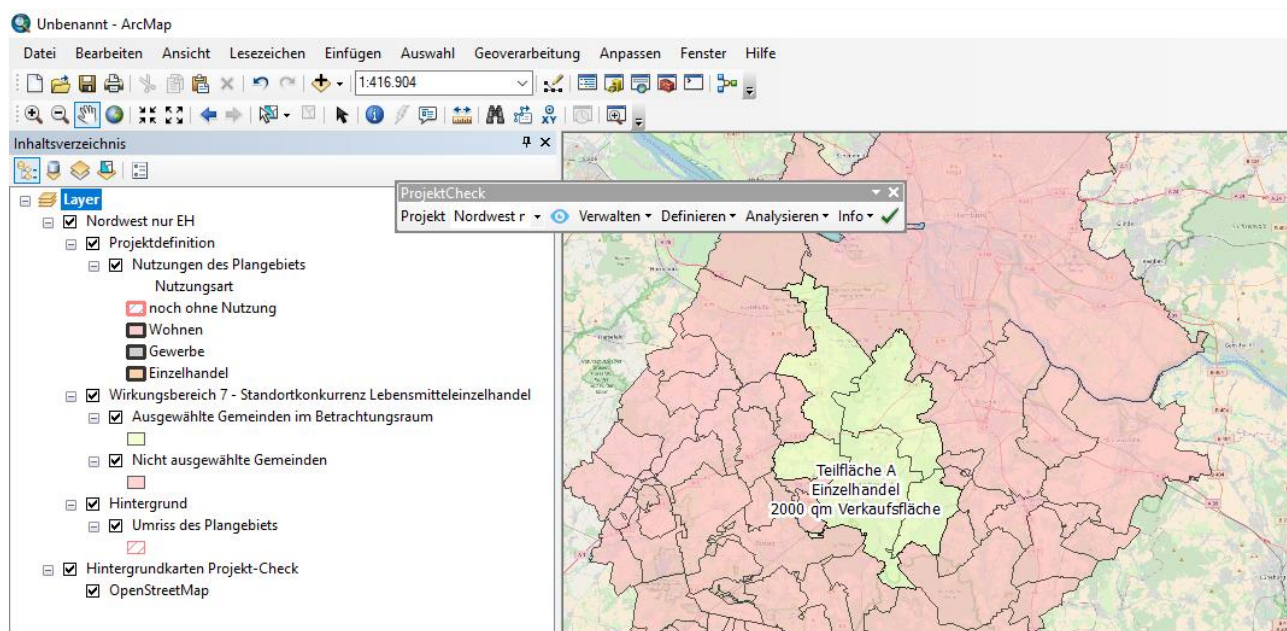 Unbenannt - ArcMap
Datei Bearbeiten Ansicht Lesezeichen Einfügen Auswahl Geoverarbeitung Anpassen Fenster Hilfe
1:416.904
Inhaltsverzeichnis
ProjektCheck
Projekt Nordwest r Verwalten Definieren Analysieren Info
Layer
Nordwest nur EH
Projektdefinition
Nutzungen des Plangebiets
Nutzungsart
noch ohne Nutzung
Wohnen
Gewerbe
Einzelhandel
Wirkungsbereich 7 - Standortkonkurrenz Lebensmitteleinzelhandel
Ausgewählte Gemeinden im Betrachtungsraum
Nicht ausgewählte Gemeinden
Hintergrund
Umriss des Plangebiets
Hintergrundkarten Projekt-Check
OpenStreetMap
Hamburg
Teilfläche A
Einzelhandel
2000 qm Verkaufsfläche